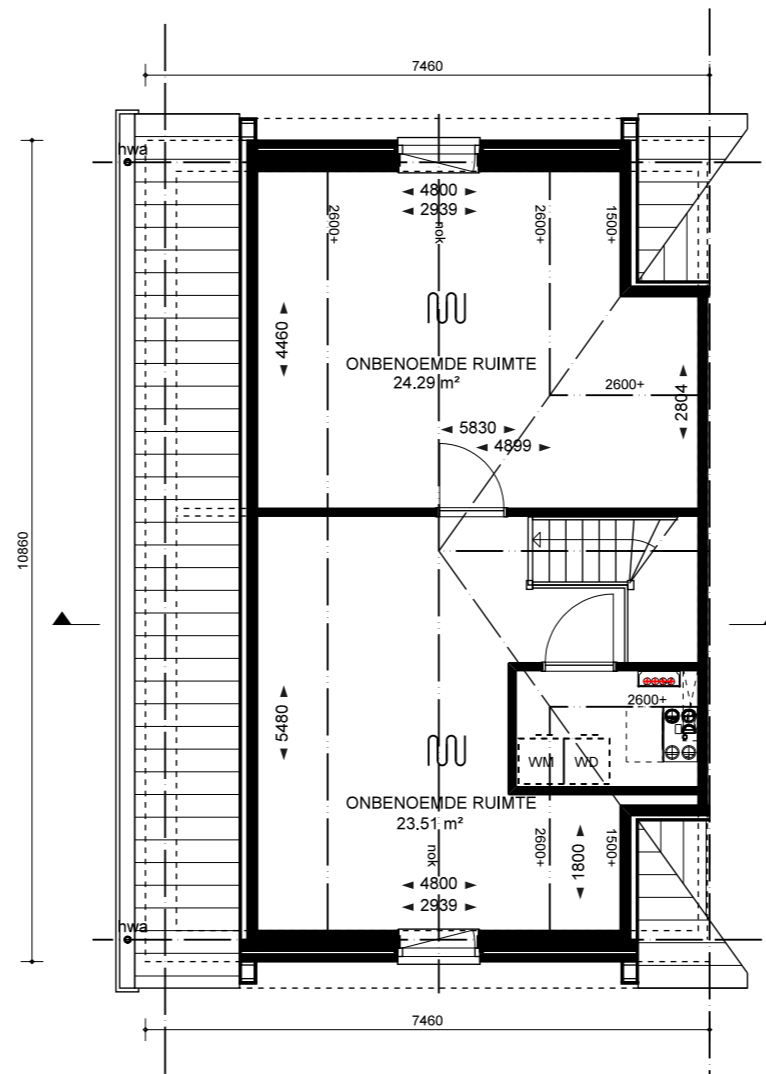 7460
hwa
4800
2939
2600+
nok
2600+
1500+
4460
ONBENOEMDE RUIMTE
24.29 m²
2600+
2804
5830
4899
10860
5480
2600+
WM
WD
ONBENOEMDE RUIMTE
23.51 m²
nok
2600+
1800
1500+
4800
2939
hwa
7460